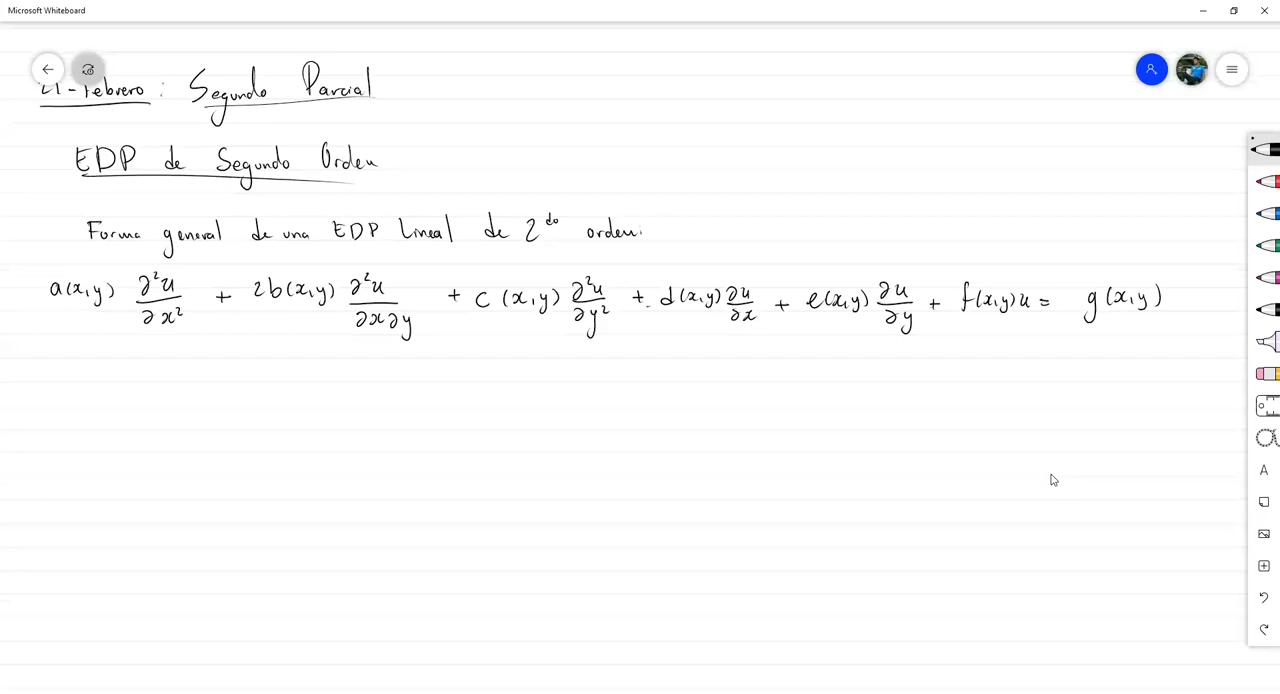 Microsoft Whiteboard
21-Febrero: Segundo Parcial
EDP de Segundo Orden
Forma general de una EDP Lineal de 2do orden:
a(x,y) ∂²u/∂x² + 2b(x,y) ∂²u/∂x∂y + c(x,y) ∂²u/∂y² + d(x,y) ∂u/∂x + e(x,y) ∂u/∂y + f(x,y)u = g(x,y)
A